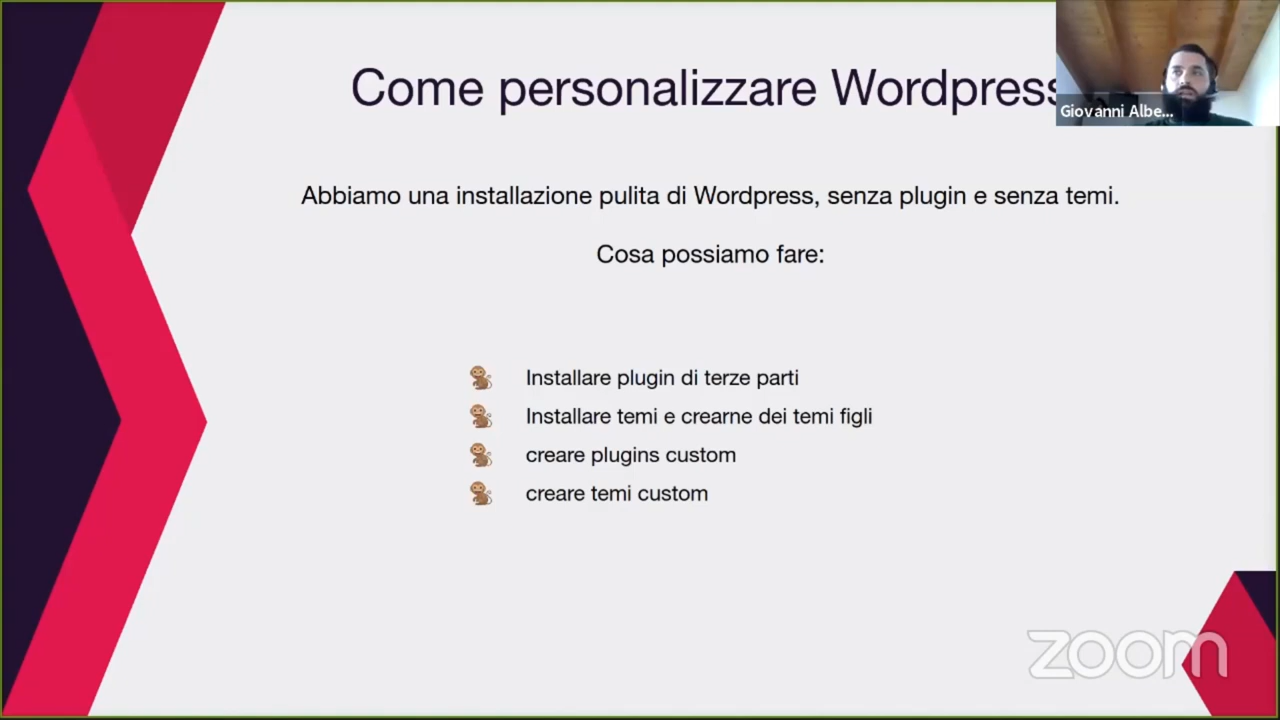 Come personalizzare Wordpress
Giovanni Albe...
Abbiamo una installazione pulita di Wordpress, senza plugin e senza temi.
Cosa possiamo fare:
Installare plugin di terze parti
Installare temi e crearne dei temi figli
creare plugins custom
creare temi custom
zoom